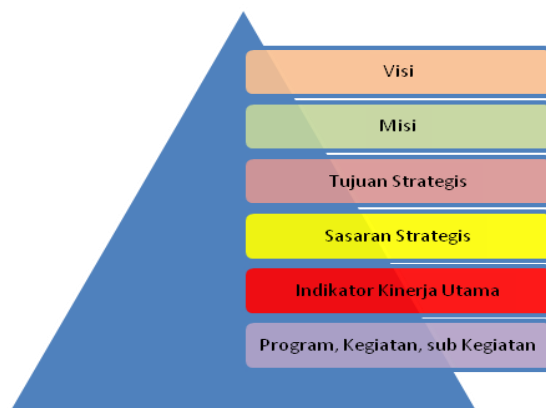 Visi
Misi
Tujuan Strategis
Sasaran Strategis
Indikator Kinerja Utama
Program, Kegiatan, sub Kegiatan